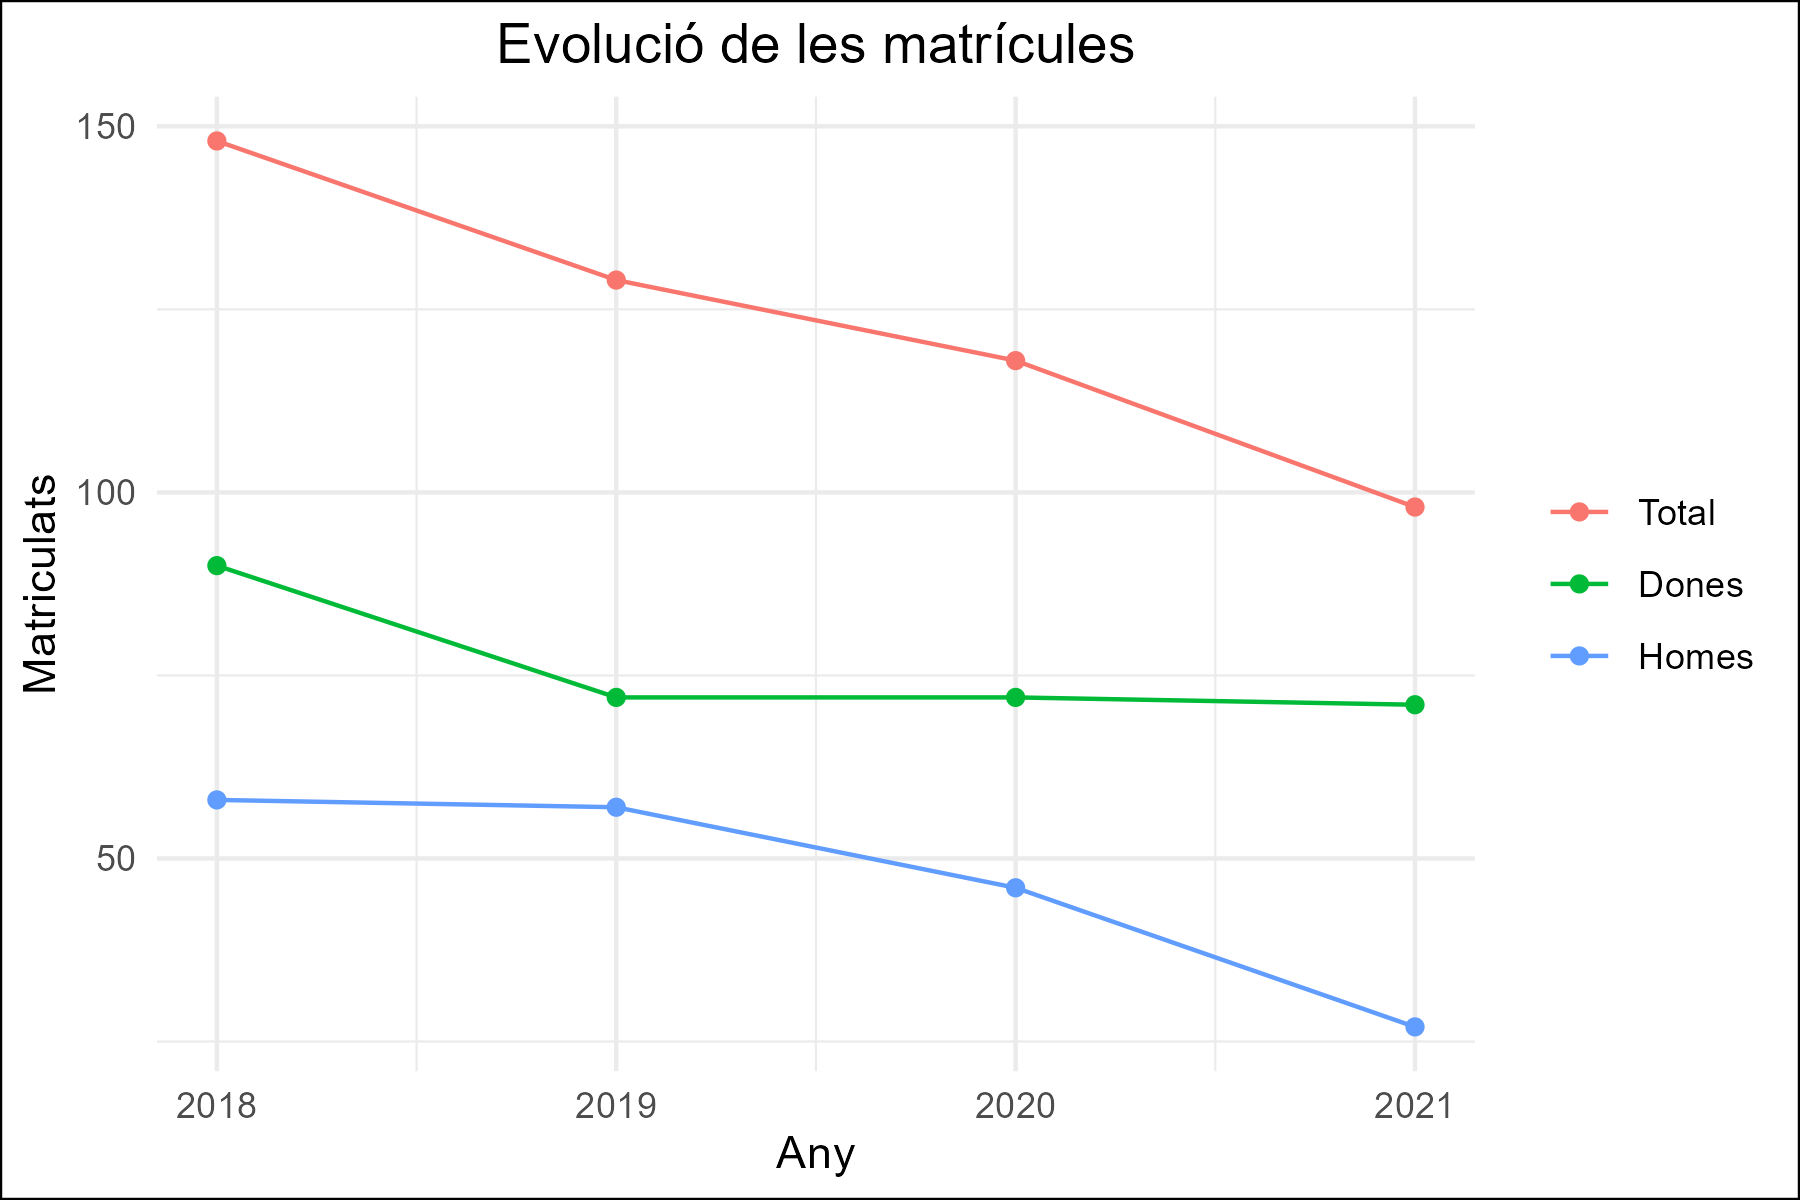 Evolució de les matrícules
150
100
50
Matriculats
2018
2019
2020
2021
Any
Total
Dones
Homes